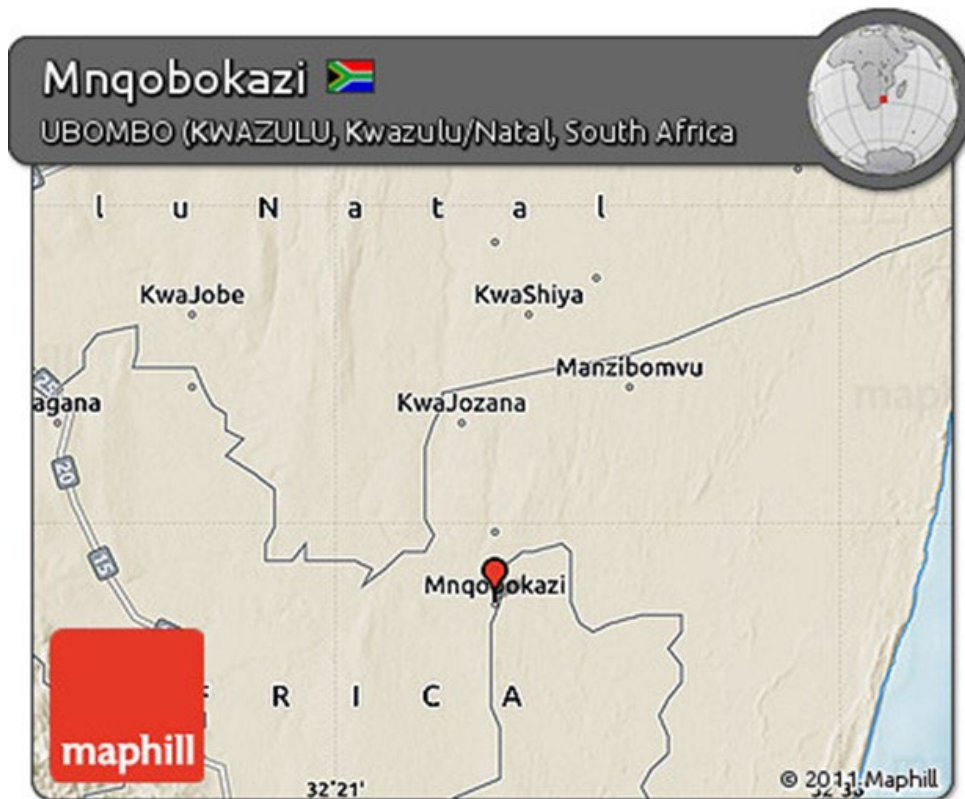 Mnqobokazi
UBOMBO (KWAZULU, Kwazulu/Natal, South Africa
l u N a t a l
KwaJobe
KwaShiya
Manzibomvu
25
agana
KwaJozana
20
15
Mnqobokazi
F R I C A
maphill
32°21'
© 2011 Maphill